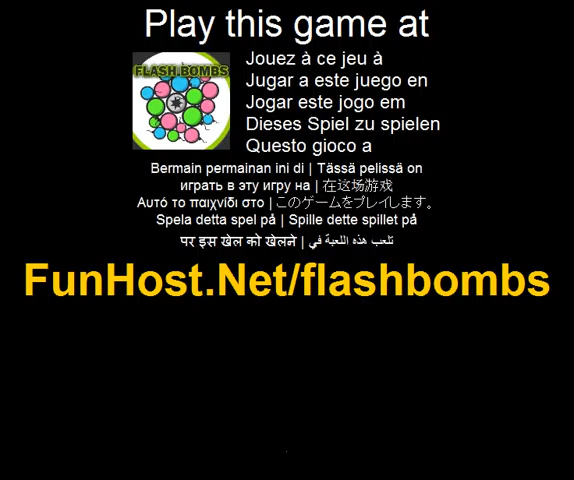 Play this game at
FLASH BOMBS
Jouez à ce jeu à
Jugar a este juego en
Jogar este jogo em
Dieses Spiel zu spielen
Questo gioco a
Bermain permainan ini di | Tässä pelissä on
играть в эту игру на | 在这场游戏
Αυτό το παιχνίδι στο | このゲームをプレイします。
Spela detta spel på | Spille dette spillet på
पर इस खेल को खेलने | تلعب هذه اللعبة في
FunHost.Net/flashbombs